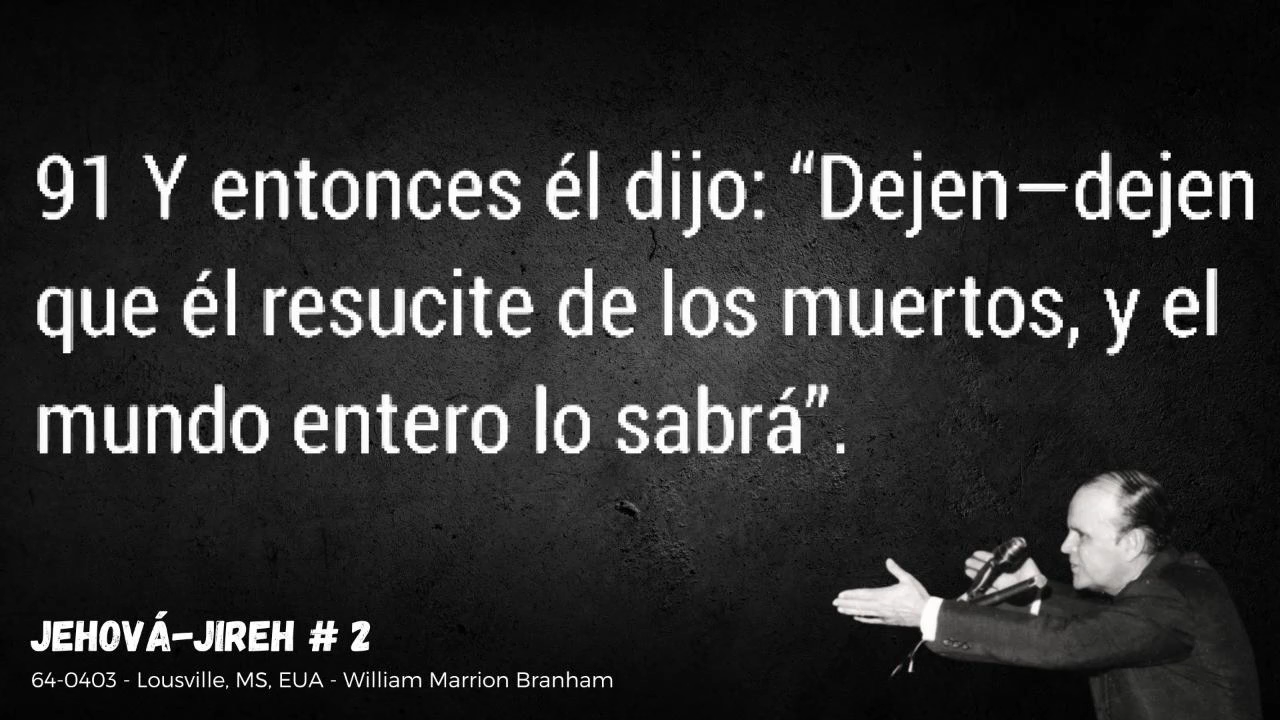 91 Y entonces él dijo: “Dejen—dejen
que él resucite de los muertos, y el
mundo entero lo sabrá”.
JEHOVÁ-JIREH # 2
64-0403 - Lousville, MS, EUA - William Marrion Branham